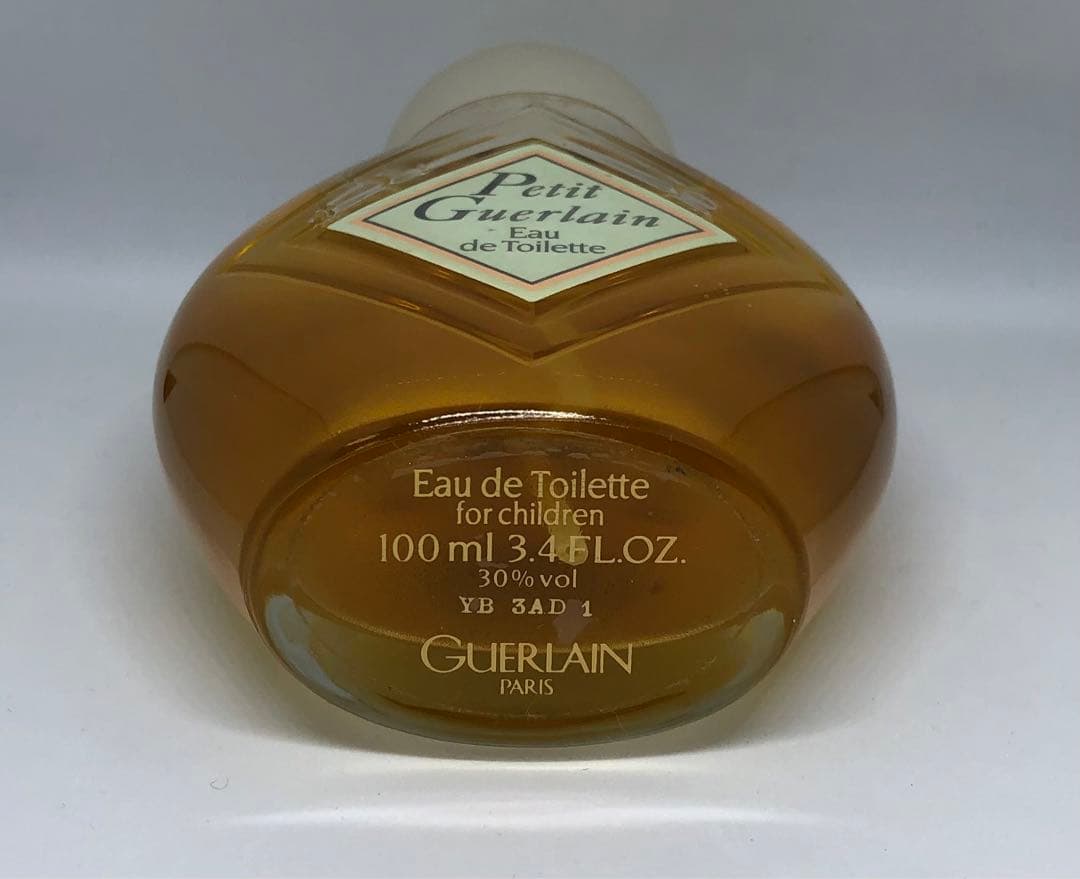 Petit
Guerlain
Eau
de Toilette
Eau de Toilette
for children
100 ml 3.4 FL.OZ.
30% vol
YB 3AD 1
GUERLAIN
PARIS